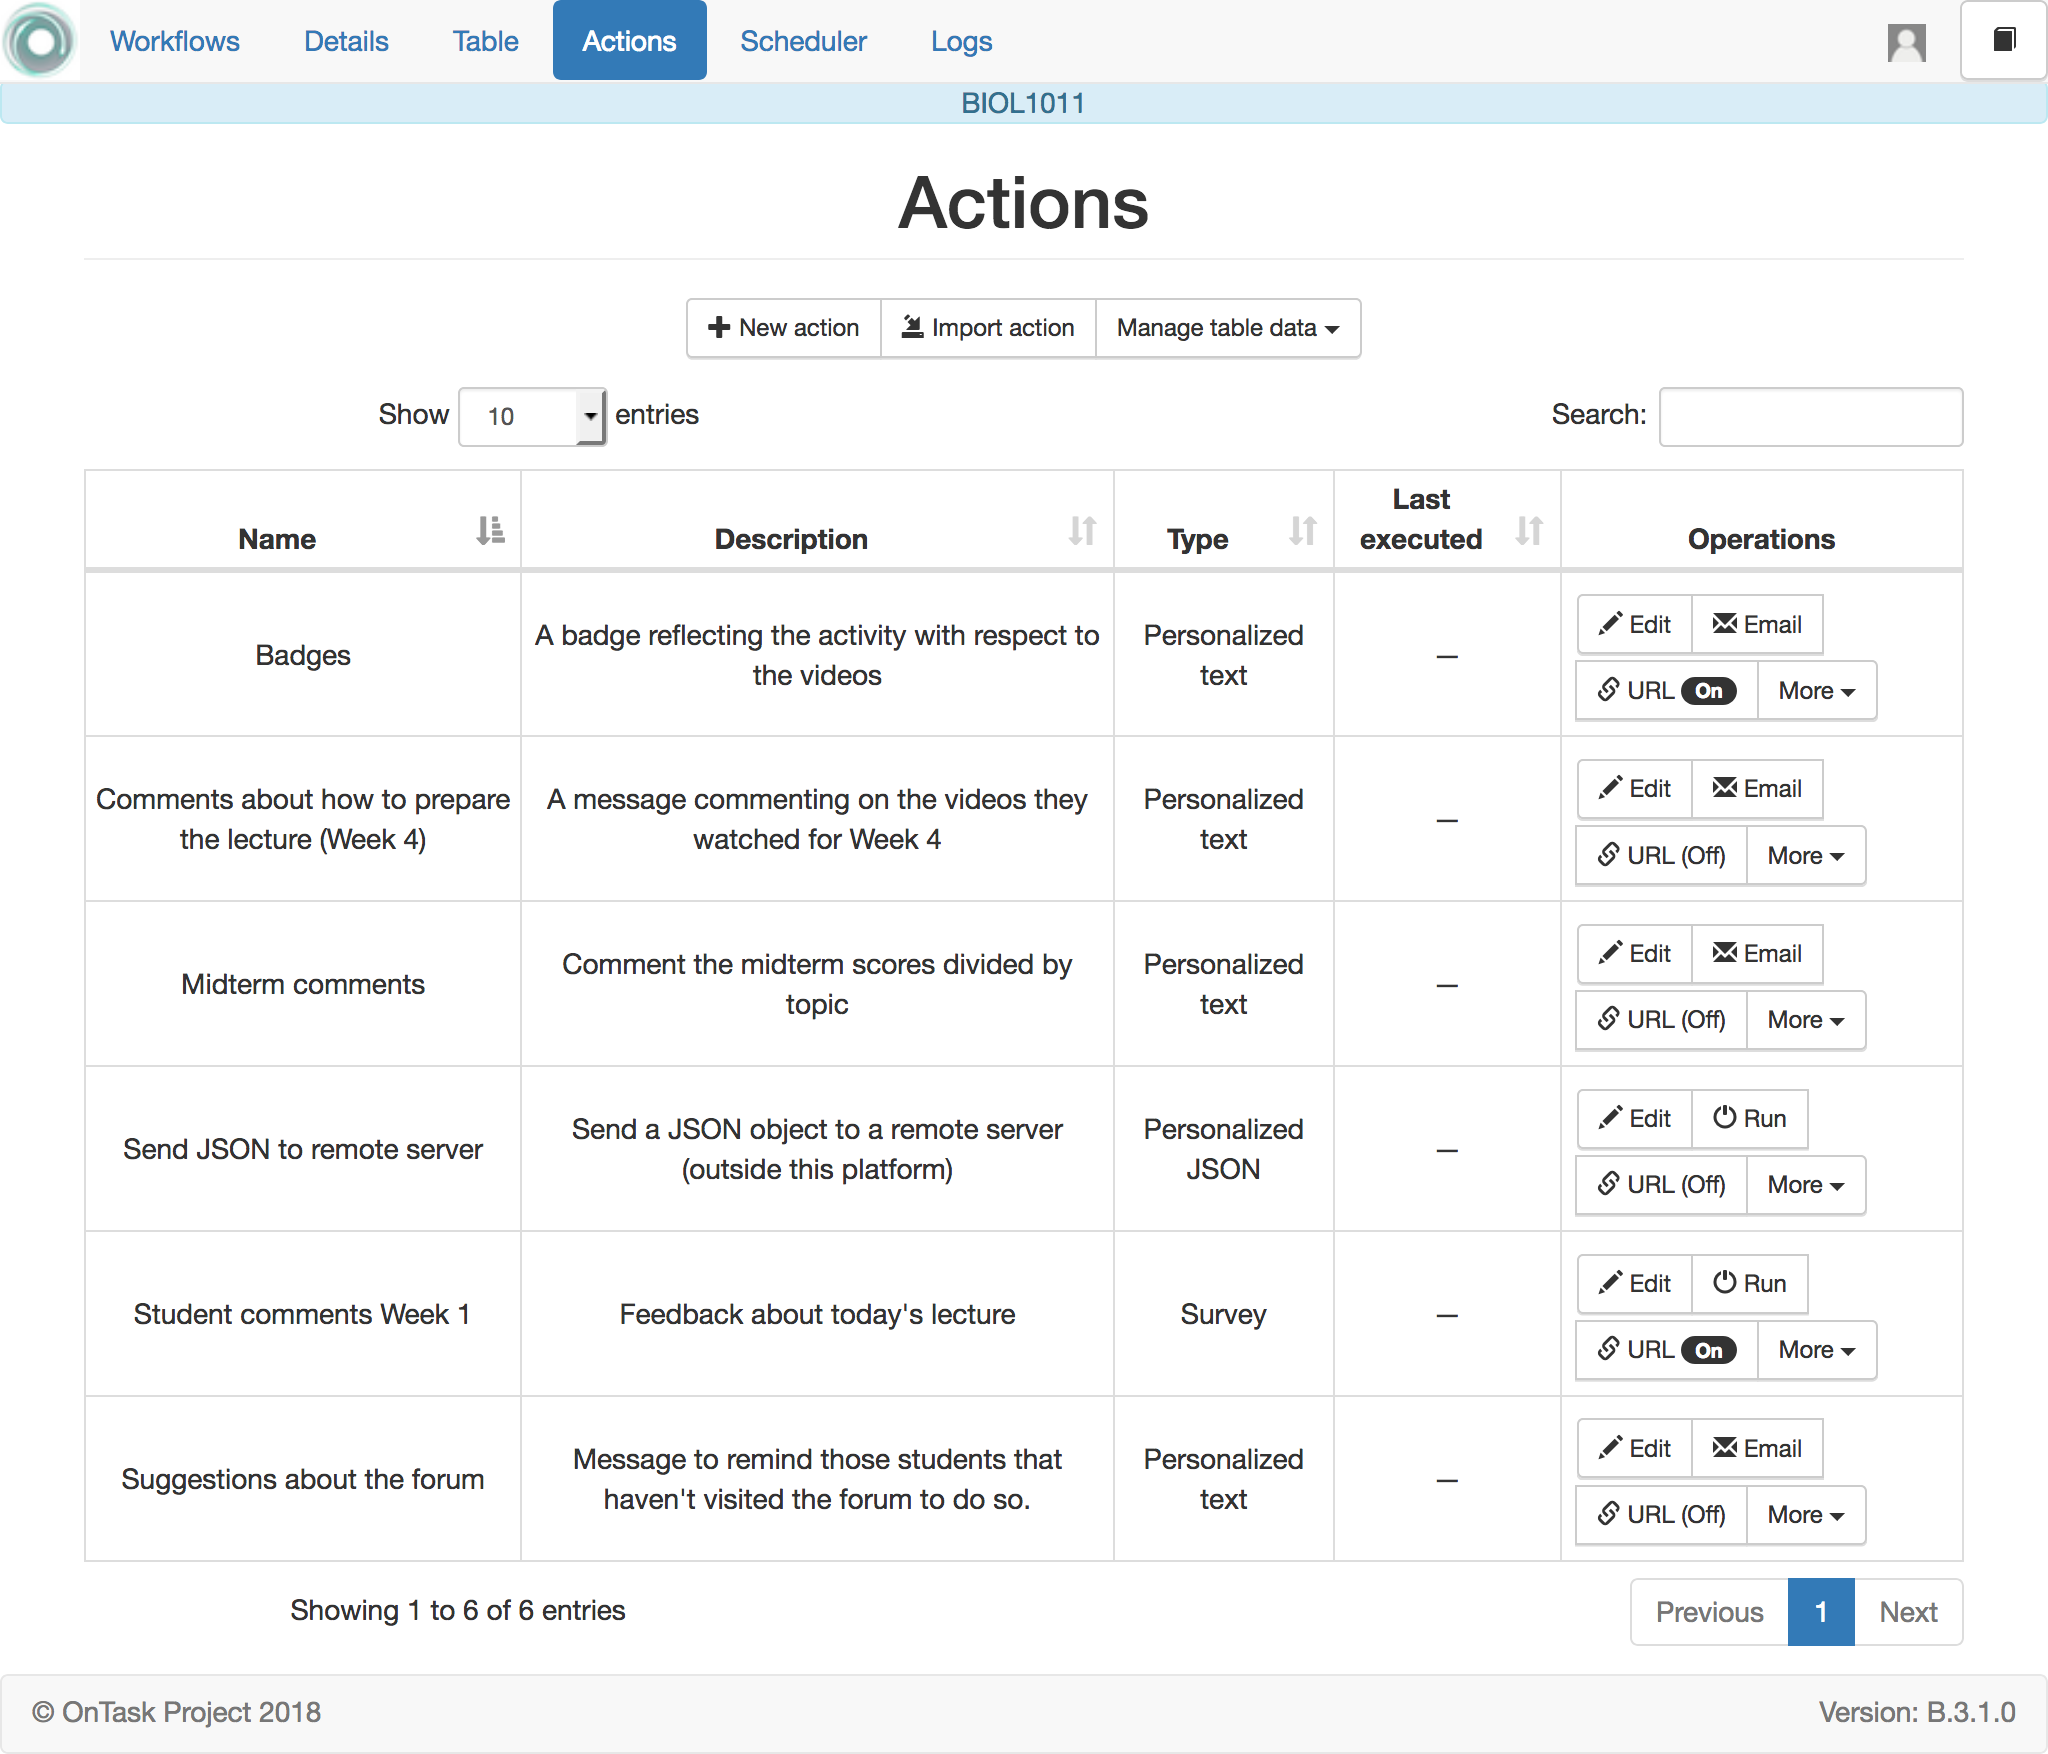 Workflows Details Table Actions Scheduler Logs
BIOL1011
Actions
New action Import action Manage table data
Show 10 entries Search:
Name Description Type Last executed Operations
Badges
A badge reflecting the activity with respect to
the videos
Personalized
text
—
Edit Email
URL On More
Comments about how to prepare
the lecture (Week 4)
A message commenting on the videos they
watched for Week 4
Personalized
text
—
Edit Email
URL (Off) More
Midterm comments
Comment the midterm scores divided by
topic
Personalized
text
—
Edit Email
URL (Off) More
Send JSON to remote server
Send a JSON object to a remote server
(outside this platform)
Personalized
JSON
—
Edit Run
URL (Off) More
Student comments Week 1
Feedback about today's lecture
Survey
—
Edit Run
URL On More
Suggestions about the forum
Message to remind those students that
haven't visited the forum to do so.
Personalized
text
—
Edit Email
URL (Off) More
Showing 1 to 6 of 6 entries
Previous 1 Next
© OnTask Project 2018
Version: B.3.1.0